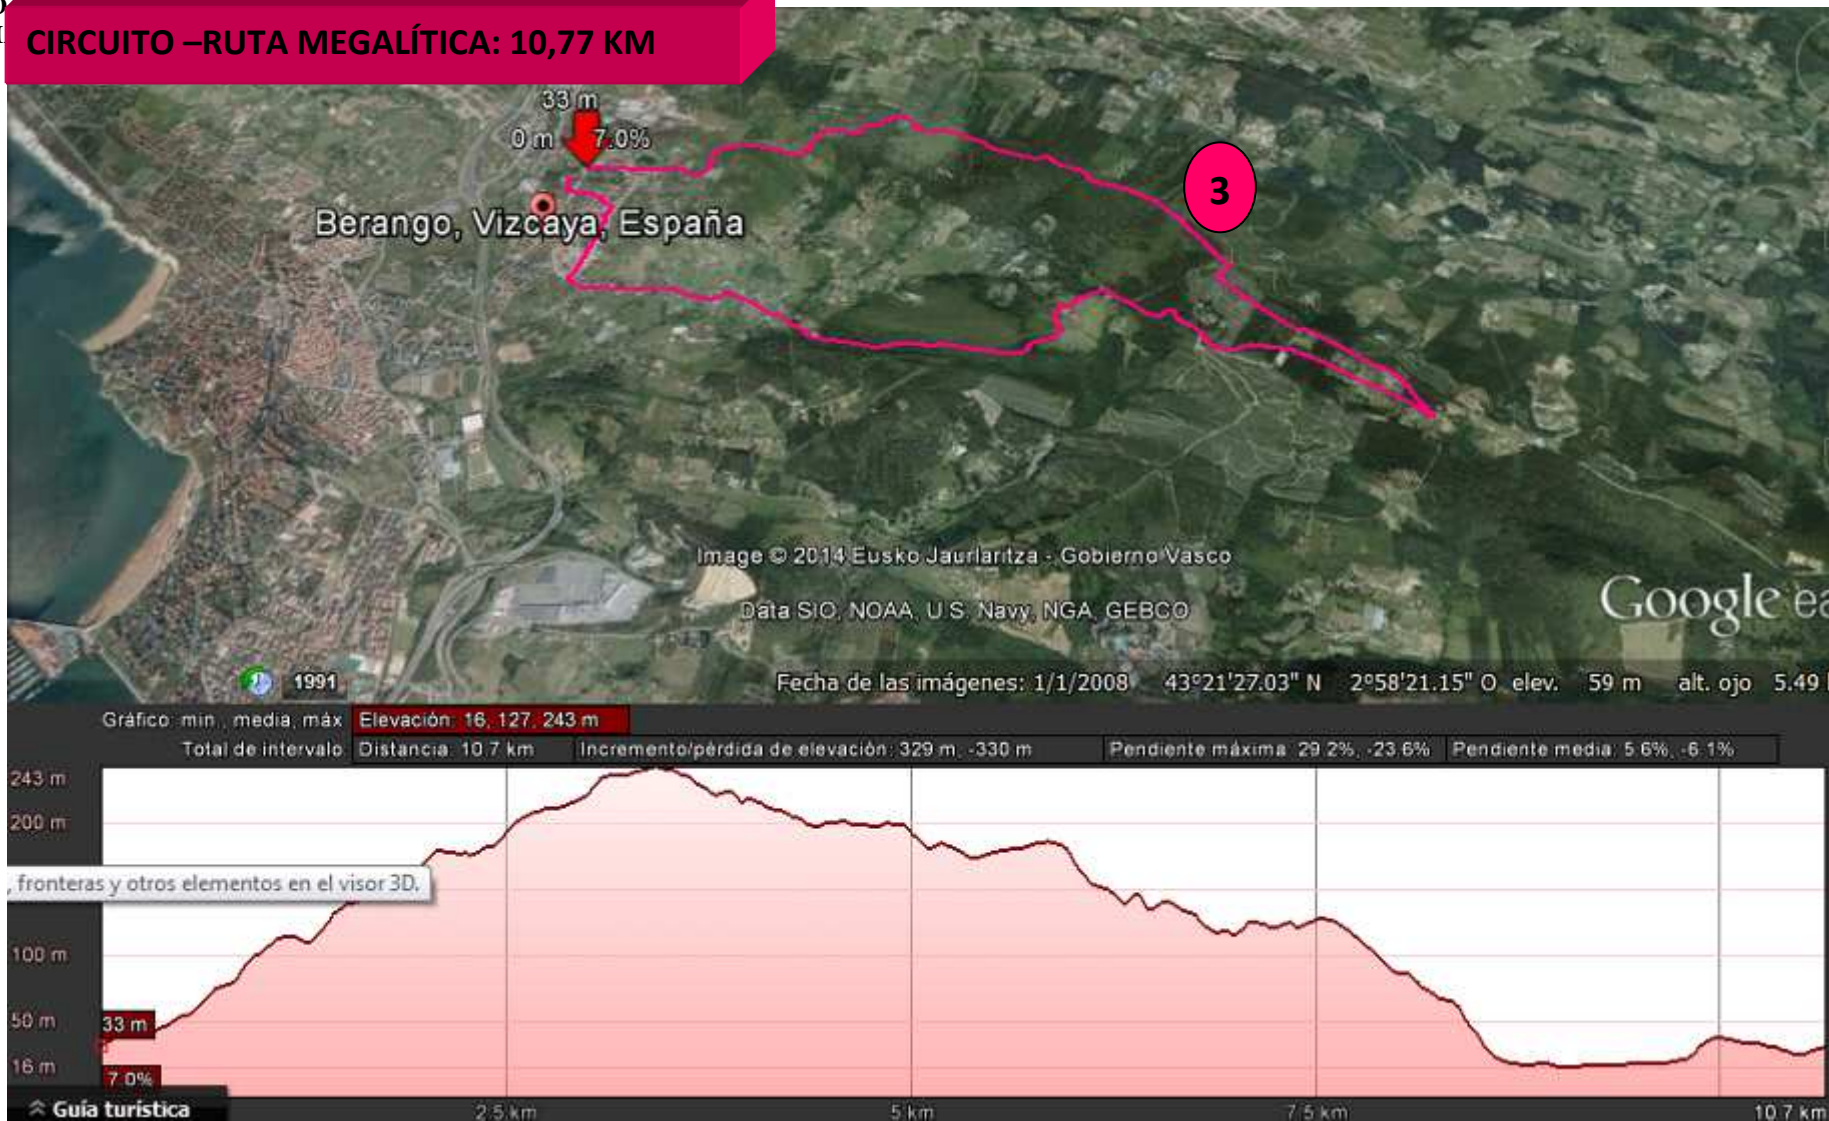 CIRCUITO –RUTA MEGALÍTICA: 10,77 KM
33 m
0 m 7.0%
3
Berango, Vizcaya, España
Image © 2014 Eusko Jaurlaritza - Gobierno Vasco
Data SIO, NOAA, U.S. Navy, NGA, GEBCO
Google ea
1991
Fecha de las imágenes: 1/1/2008 43°21'27.03" N 2°58'21.15" O elev. 59 m alt. ojo 5.49
Gráfico: min., media, máx Elevación: 16, 127, 243 m
Total de intervalo: Distancia: 10.7 km Incremento/pérdida de elevación: 329 m, -330 m Pendiente máxima: 29.2%, -23.6% Pendiente media: 5.6%, -6.1%
243 m
200 m
, fronteras y otros elementos en el visor 3D.
100 m
50 m
33 m
16 m
7.0%
Guía turística
2.5 km 5 km 7.5 km 10.7 km